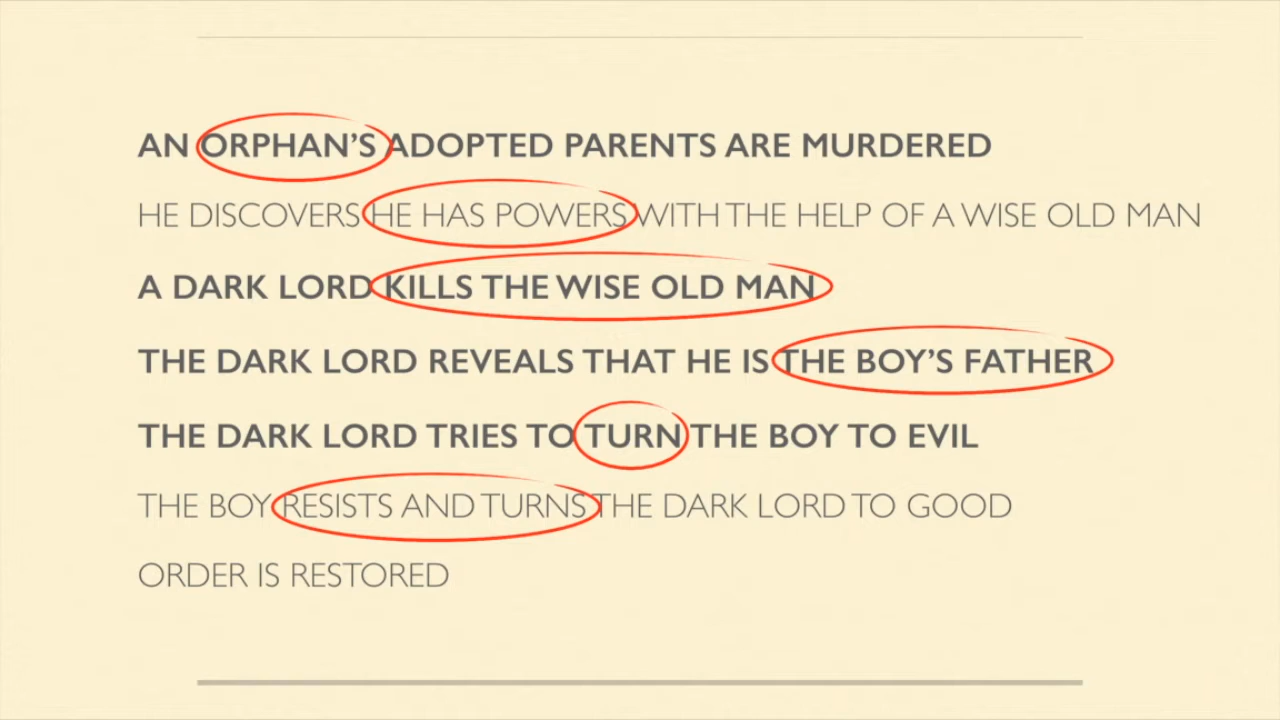 AN ORPHAN’S ADOPTED PARENTS ARE MURDERED
HE DISCOVERS HE HAS POWERS WITH THE HELP OF A WISE OLD MAN
A DARK LORD KILLS THE WISE OLD MAN
THE DARK LORD REVEALS THAT HE IS THE BOY’S FATHER
THE DARK LORD TRIES TO TURN THE BOY TO EVIL
THE BOY RESISTS AND TURNS THE DARK LORD TO GOOD
ORDER IS RESTORED